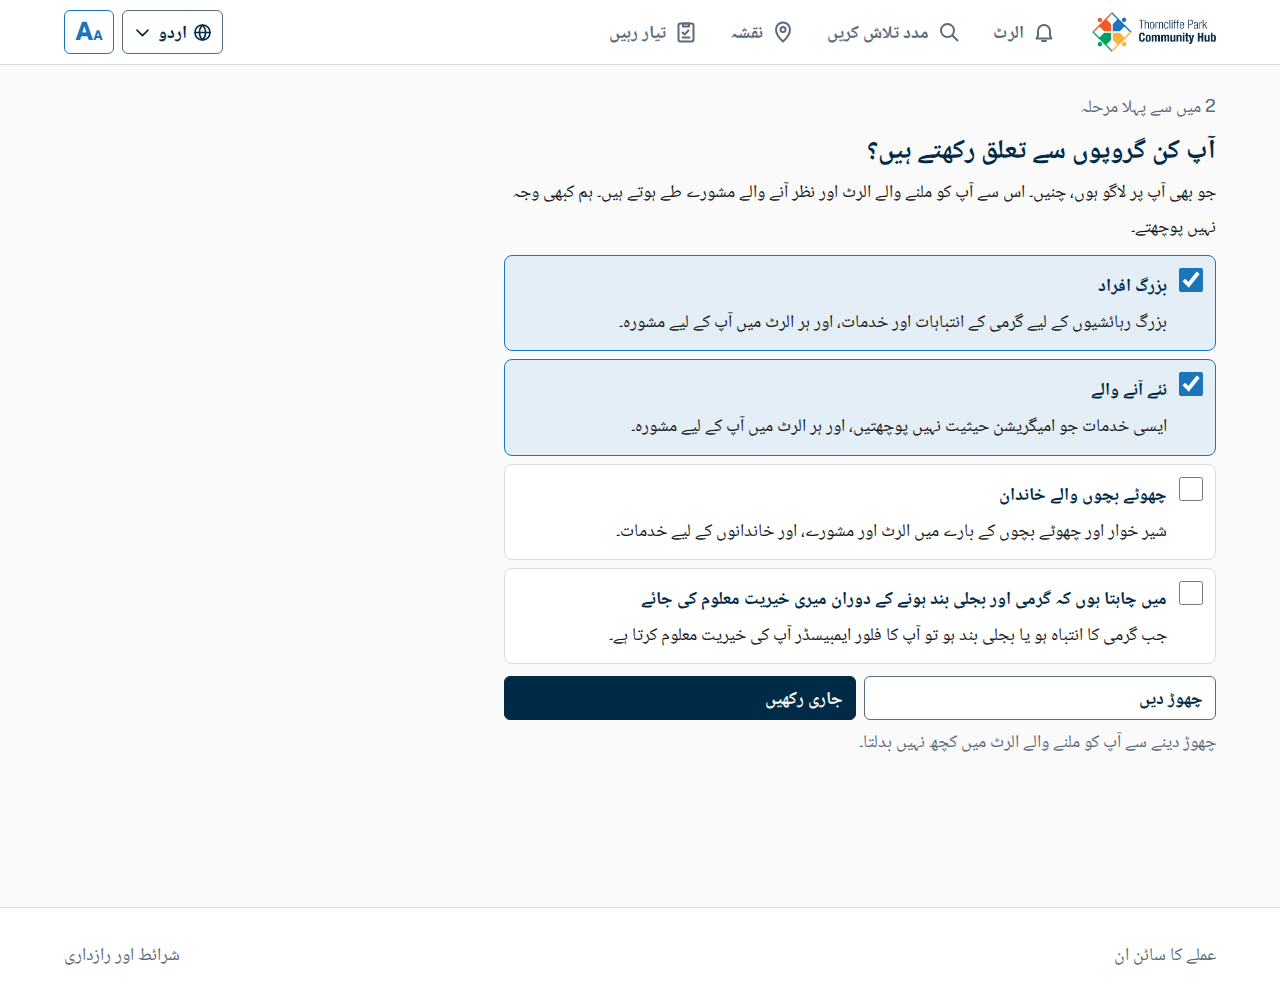 Thorncliffe Park
Community Hub
الرٹ
مدد تلاش کریں
نقشہ
تیار رہیں
اردو
AA
2 میں سے پہلا مرحلہ
آپ کن گروپوں سے تعلق رکھتے ہیں؟
جو بھی آپ پر لاگو ہوں، چنیں۔ اس سے آپ کو ملنے والے الرٹ اور نظر آنے والے مشورے طے ہوتے ہیں۔ ہم کبھی وجہ
نہیں پوچھتے۔
بزرگ افراد
بزرگ رہائشیوں کے لیے گرمی کے انتباہات اور خدمات، اور ہر الرٹ میں آپ کے لیے مشورہ۔
نئے آنے والے
ایسی خدمات جو امیگریشن حیثیت نہیں پوچھتیں، اور ہر الرٹ میں آپ کے لیے مشورہ۔
چھوٹے بچوں والے خاندان
شیر خوار اور چھوٹے بچوں کے بارے میں الرٹ اور مشورے، اور خاندانوں کے لیے خدمات۔
میں چاہتا ہوں کہ گرمی اور بجلی بند ہونے کے دوران میری خیریت معلوم کی جائے
جب گرمی کا انتباہ ہو یا بجلی بند ہو تو آپ کا فلور ایمبیسڈر آپ کی خیریت معلوم کرتا ہے۔
چھوڑ دیں
جاری رکھیں
چھوڑ دینے سے آپ کو ملنے والے الرٹ میں کچھ نہیں بدلتا۔
عملے کا سائن ان
شرائط اور رازداری